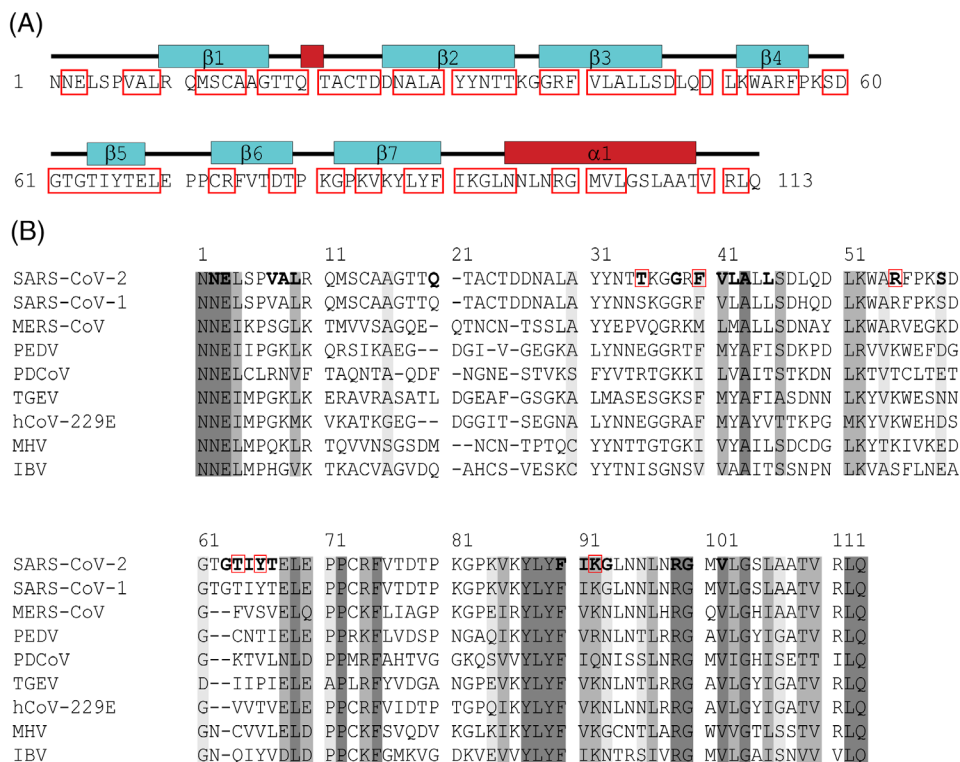 (A)
β1 β2 β3 β4
1 NNELSPVALR QMSCAAGTTQ TACTDDNALA YYNTTKGGRF VLALLSDLQD LKWARFPKSD 60
β5 β6 β7 α1
61 GTGTIYTELE PPCRFVTDTP KGPKVKYLYF IKGLNNLNRG MVLGSLAATV RLQ 113
(B)
1 11 21 31 41 51
SARS-CoV-2 NNELSPVALR QMSCAAGTTQ -TACTDDNALA YYNTTKGGRF VLALLSDLQD LKWARFPKSD
SARS-CoV-1 NNELSPVALR QMSCAAGTTQ -TACTDDNALA YYNNSKGGRF VLALLSDHQD LKWARFPKSD
MERS-CoV NNEIKPSGLK TMVVSAGQE- QTNCN-TSSLA YYEPVQGRKM LMALLSDNAY LKWARVEGKD
PEDV NNEIIPGKLK QRSIKAEG-- DGI-V-GEGKA LYNNEGGRTF MYAFISDKPD LRVVKWEFDG
PDCoV NNELCLRNVF TAQNTA-QDF -NGNE-STVKS FYVTRTGKKI LVAITSTKDN LKTVTCLTET
TGEV NNEIMPGKLK ERAVRASATL DGEAF-GSGKA LMASESGKSF MYAFIASDNN LKYVKWESNN
hCoV-229E NNEIMPGKMK VKATKGEG-D DGGIT-SEGNA LYNNEGGRAF MYAYVTTKPG MKYVKWEHDS
MHV NNELMPQKLR TQVVNSGSDM --NCN-TPTQC YYNTTGTGKI VYAILSDCDG LKYTKIVKED
IBV NNELMPHGVK TKACVAGVDQ -AHCS-VESKC YYTNISGNSV VAAITSSNPN LKVASFLNEA
61 71 81 91 101 111
SARS-CoV-2 GTGTIYTELE PPCRFVTDTP KGPKVKYLYF IKGLNNLNRG MVLGSLAATV RLQ
SARS-CoV-1 GTGTIYTELE PPCRFVTDTP KGPKVKYLYF IKGLNNLNRG MVLGSLAATV RLQ
MERS-CoV G--FVSVELQ PPCKFLIAGP KGPEVRYLYF VKNLNNLHRG QVLGHIAATV RLQ
PEDV G--CNTIELE PPRKFLVDSP NGAQIKYLYF VRNLNTLRRG AVLGYIGATV RLQ
PDCoV G--KTVLNLD PPMRFAHTVG GKQSVVYLYF IQNISSLNRG MVIGHISETT ILQ
TGEV D--IIPIELE APLRFYVDGA NGPEVKYLYF VKNLNTLRRG AVLGYIGATV RLQ
hCoV-229E G--VVTVELE PPCRFVIDTP TGPQIKYLYF VKNLNNLRRG AVLGYIGATV RLQ
MHV GN-CVVLELD PPCKFSVQDV KGLKIKYLYF VKGCNTLARG WVVGTLSSTV RLQ
IBV GN-QIYVDLD PPCKFGMKVG DKVEVVYLYF IKNTRSIVRG MVLGAISNVV VLQ